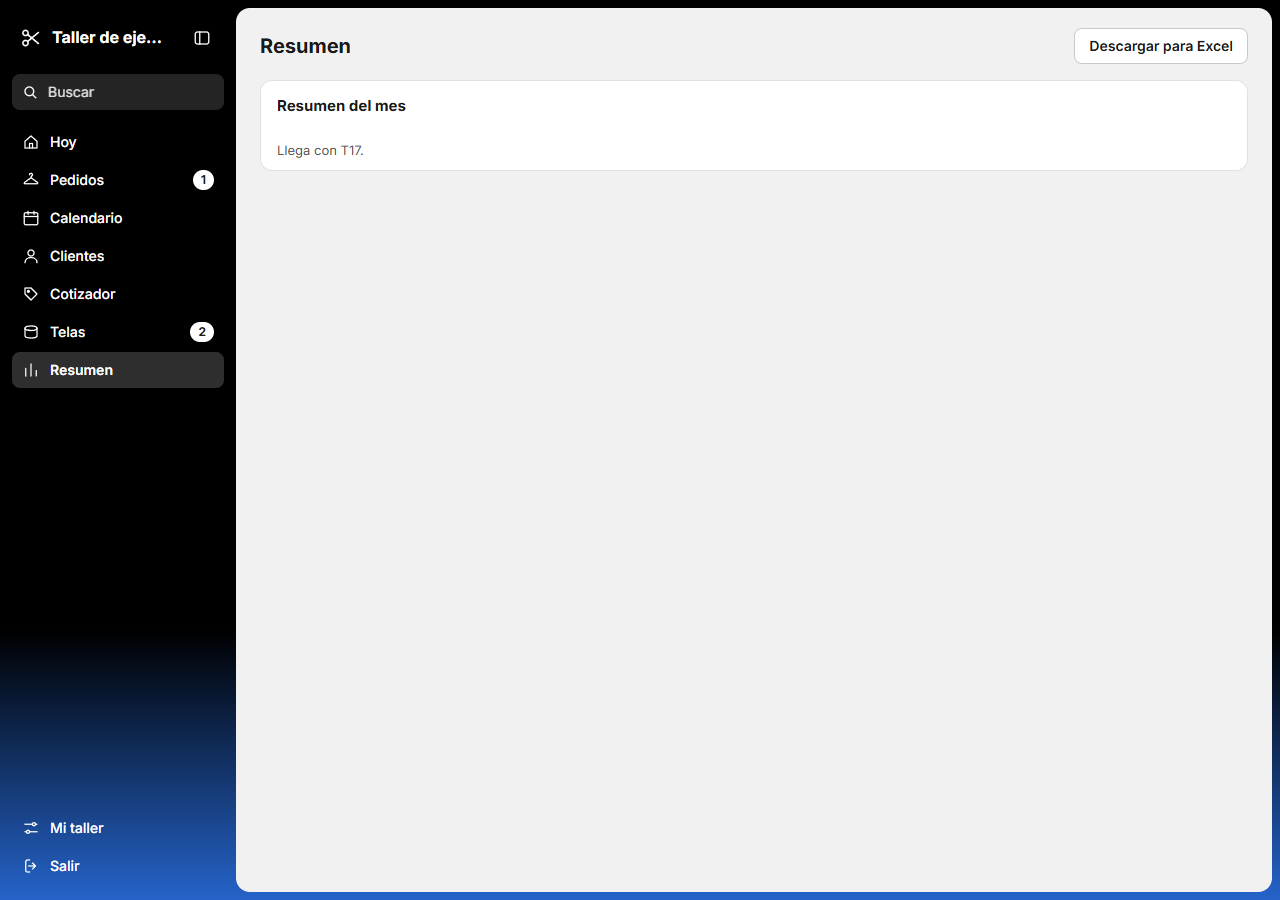 Taller de eje...
Buscar
Hoy
Pedidos 1
Calendario
Clientes
Cotizador
Telas 2
Resumen
Mi taller
Salir
Resumen
Descargar para Excel
Resumen del mes
Llega con T17.